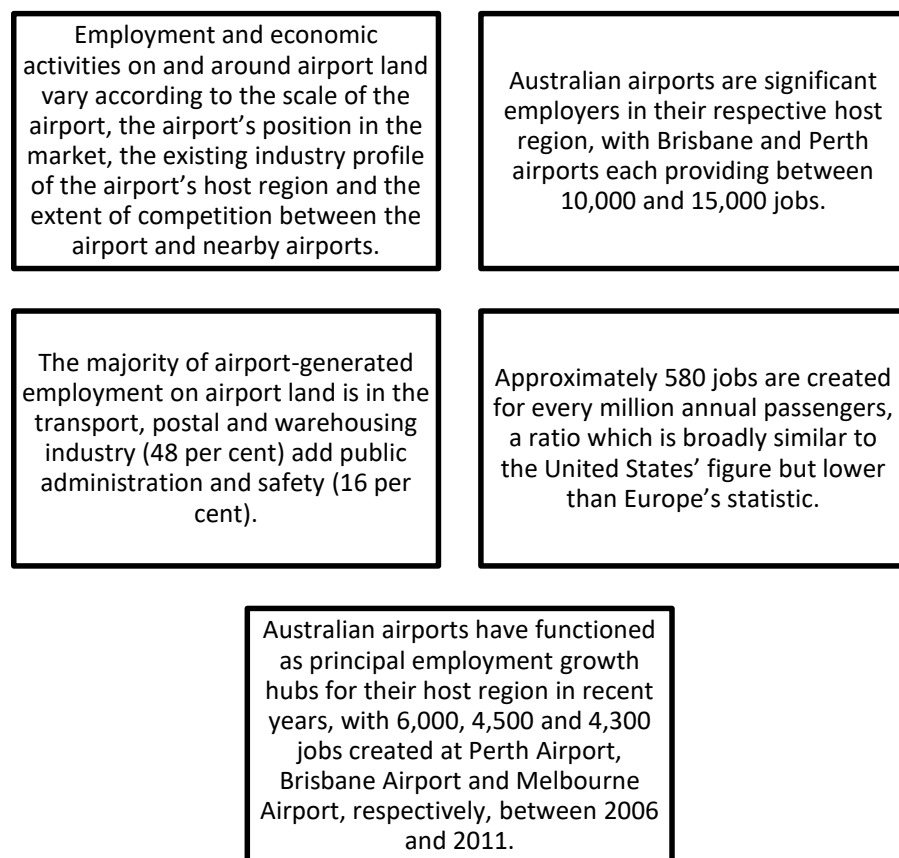 Employment and economic
activities on and around airport land
vary according to the scale of the
airport, the airport’s position in the
market, the existing industry profile
of the airport’s host region and the
extent of competition between the
airport and nearby airports.
Australian airports are significant
employers in their respective host
region, with Brisbane and Perth
airports each providing between
10,000 and 15,000 jobs.
The majority of airport-generated
employment on airport land is in the
transport, postal and warehousing
industry (48 per cent) add public
administration and safety (16 per
cent).
Approximately 580 jobs are created
for every million annual passengers,
a ratio which is broadly similar to
the United States’ figure but lower
than Europe’s statistic.
Australian airports have functioned
as principal employment growth
hubs for their host region in recent
years, with 6,000, 4,500 and 4,300
jobs created at Perth Airport,
Brisbane Airport and Melbourne
Airport, respectively, between 2006
and 2011.